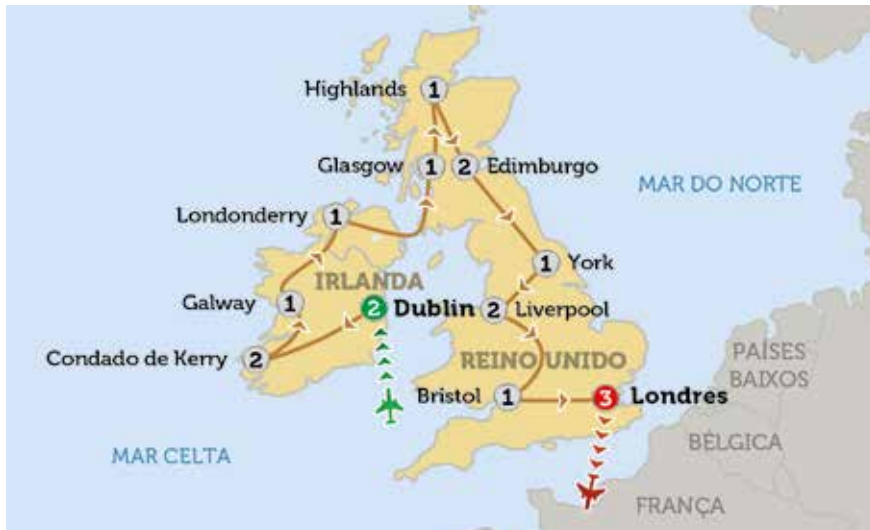 Highlands 1
Glasgow 1
2 Edimburgo
MAR DO NORTE
Londonderry 1
1 York
IRLANDA
Galway 1
2 Dublin
2 Liverpool
Condado de Kerry 2
REINO UNIDO
PAÍSES
BAIXOS
Bristol 1
3 Londres
BÉLGICA
MAR CELTA
FRANÇA